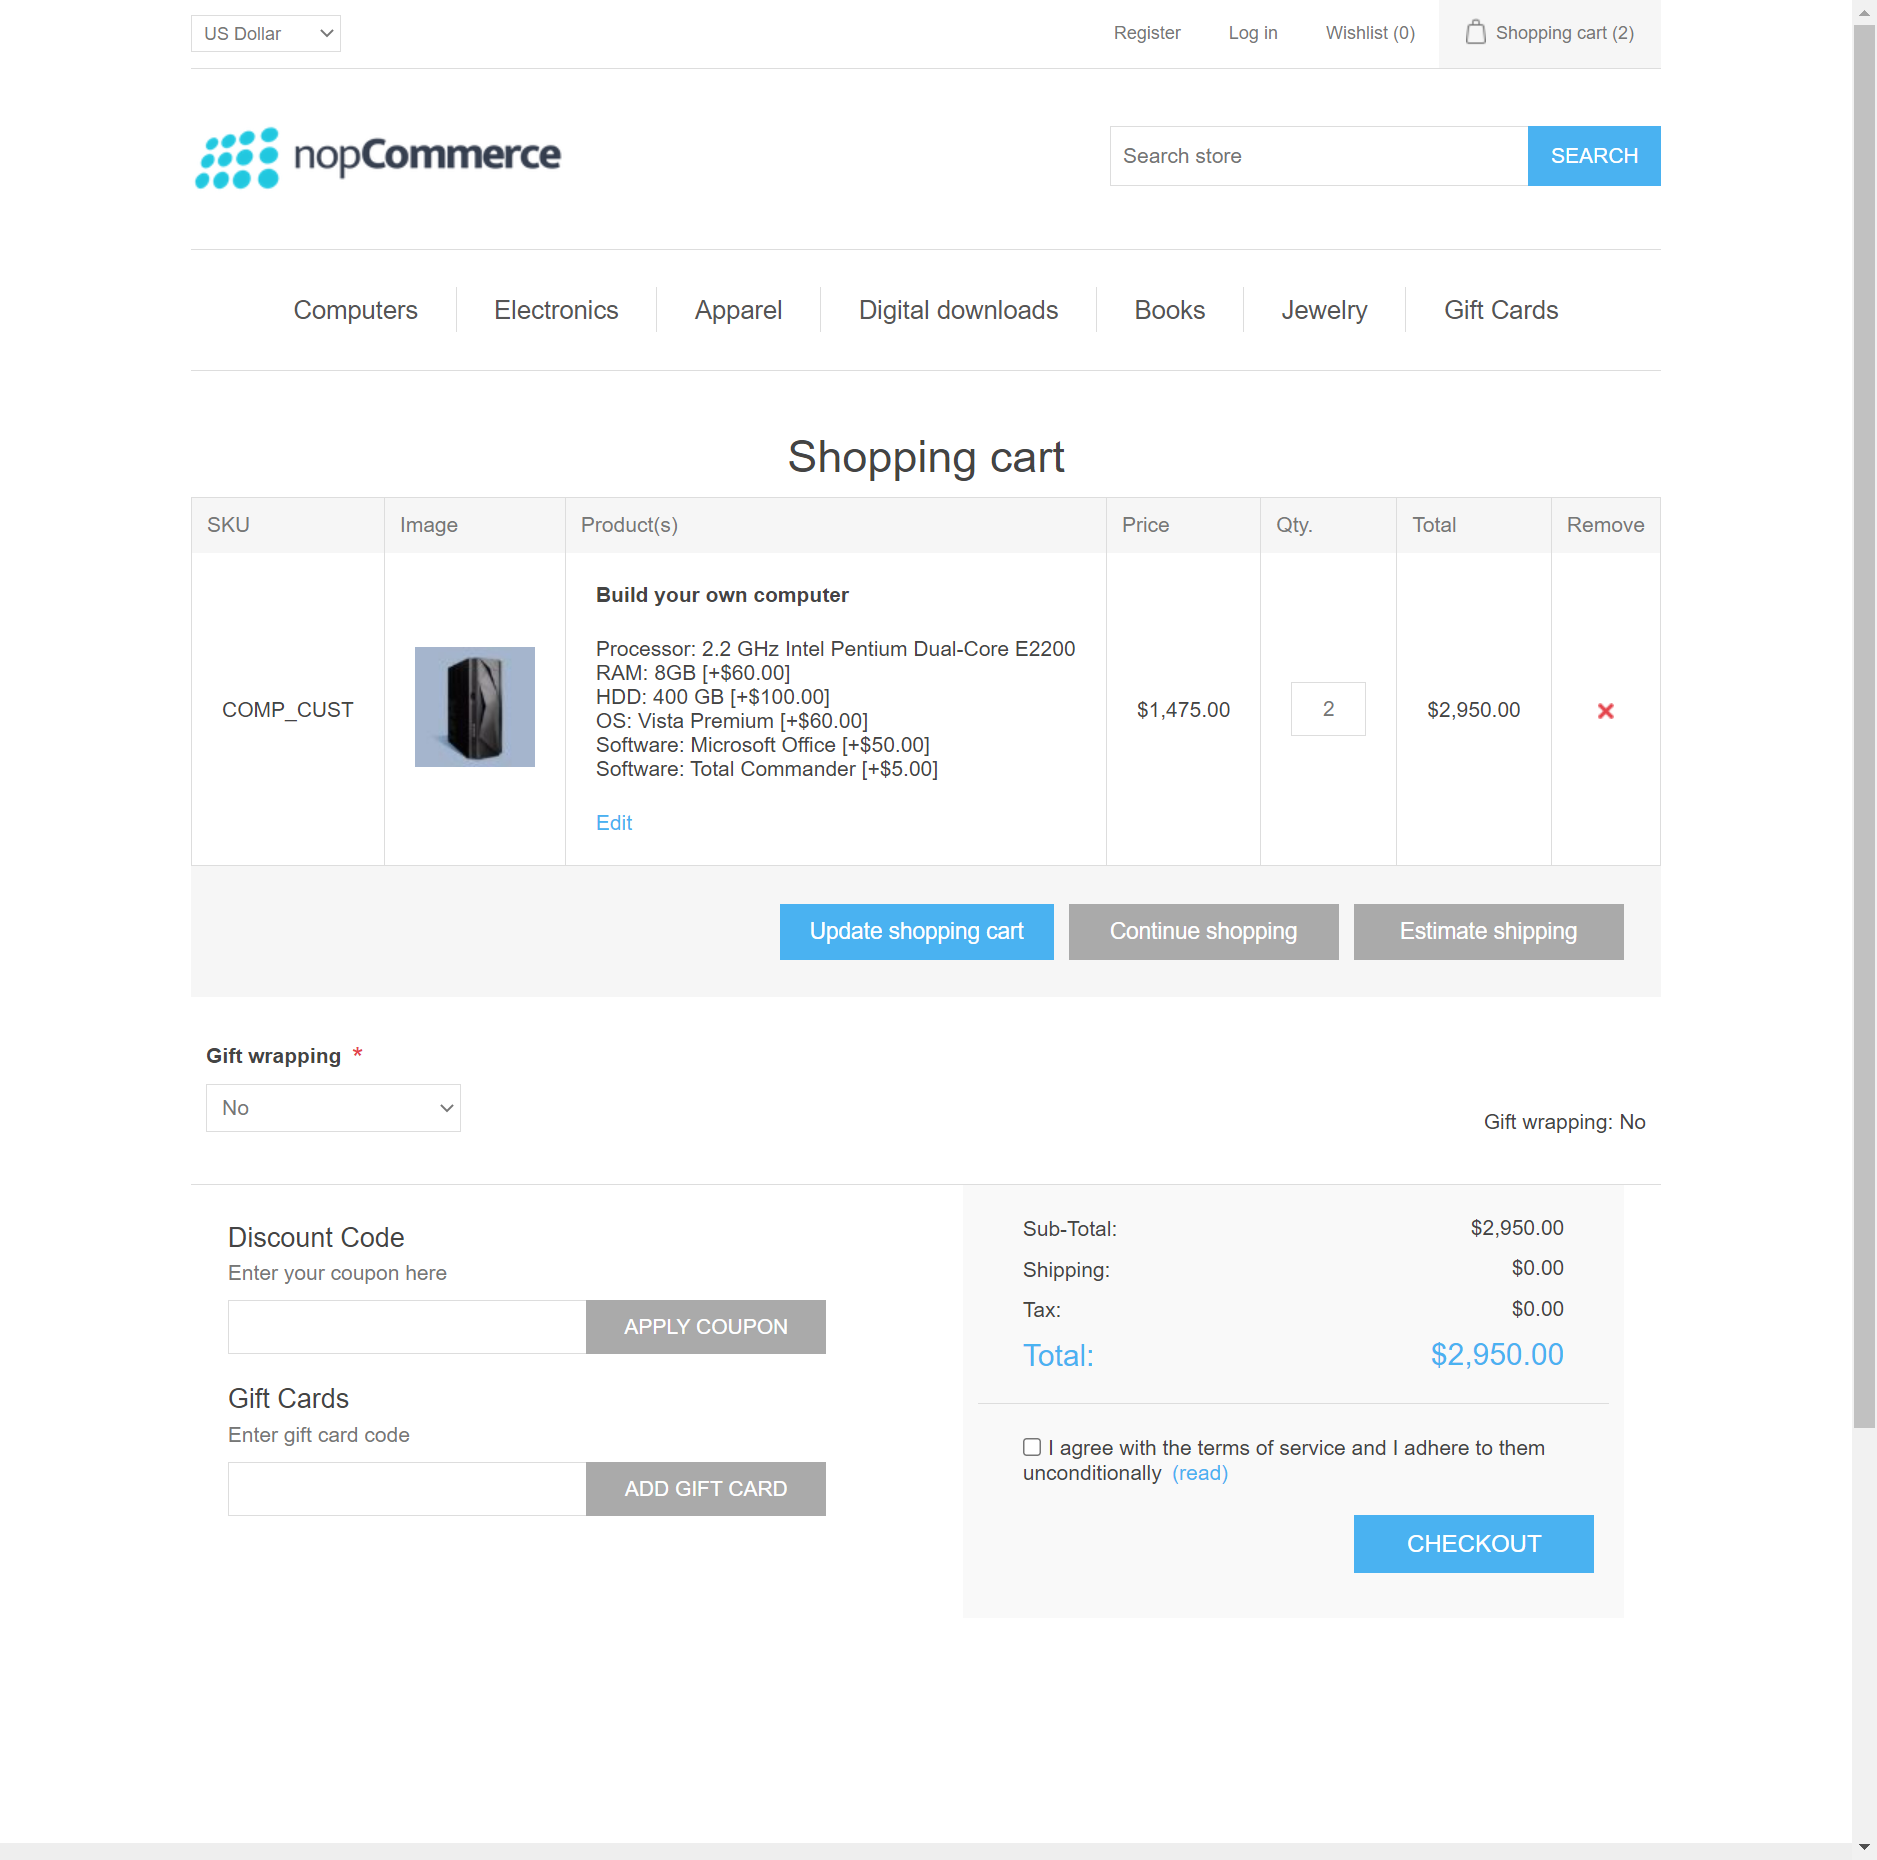 US Dollar
Register
Log in
Wishlist (0)
Shopping cart (2)
nopCommerce
Search store
SEARCH
Computers
Electronics
Apparel
Digital downloads
Books
Jewelry
Gift Cards
Shopping cart
SKU
Image
Product(s)
Price
Qty.
Total
Remove
COMP_CUST
Build your own computer
Processor: 2.2 GHz Intel Pentium Dual-Core E2200
RAM: 8GB [+$60.00]
HDD: 400 GB [+$100.00]
OS: Vista Premium [+$60.00]
Software: Microsoft Office [+$50.00]
Software: Total Commander [+$5.00]
Edit
$1,475.00
2
$2,950.00
Update shopping cart
Continue shopping
Estimate shipping
Gift wrapping *
No
Gift wrapping: No
Discount Code
Enter your coupon here
APPLY COUPON
Gift Cards
Enter gift card code
ADD GIFT CARD
Sub-Total: $2,950.00
Shipping: $0.00
Tax: $0.00
Total: $2,950.00
I agree with the terms of service and I adhere to them
unconditionally (read)
CHECKOUT